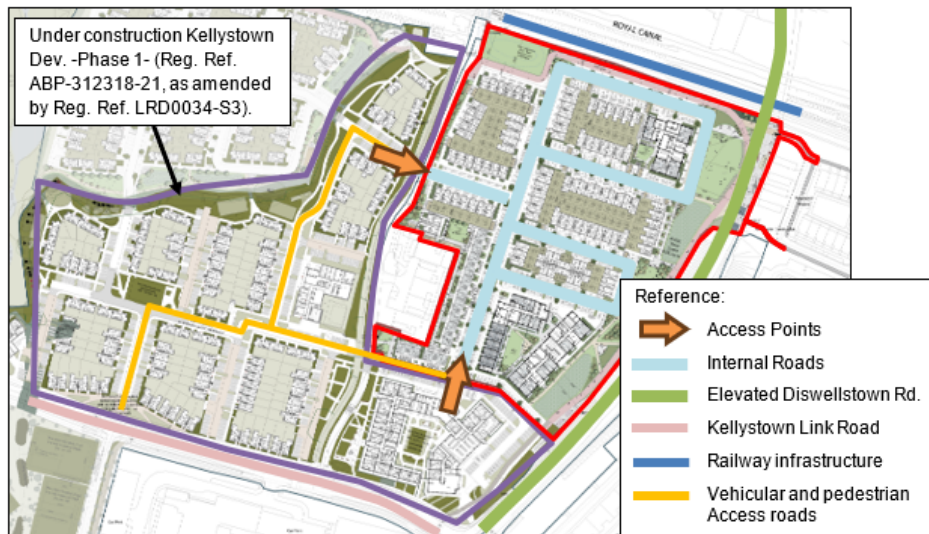 Under construction Kellystown
Dev. -Phase 1- (Reg. Ref.
ABP-312318-21, as amended
by Reg. Ref. LRD0034-S3).
ROYAL CANAL
Reference:
Access Points
Internal Roads
Elevated Diswellstown Rd.
Kellystown Link Road
Railway infrastructure
Vehicular and pedestrian
Access roads